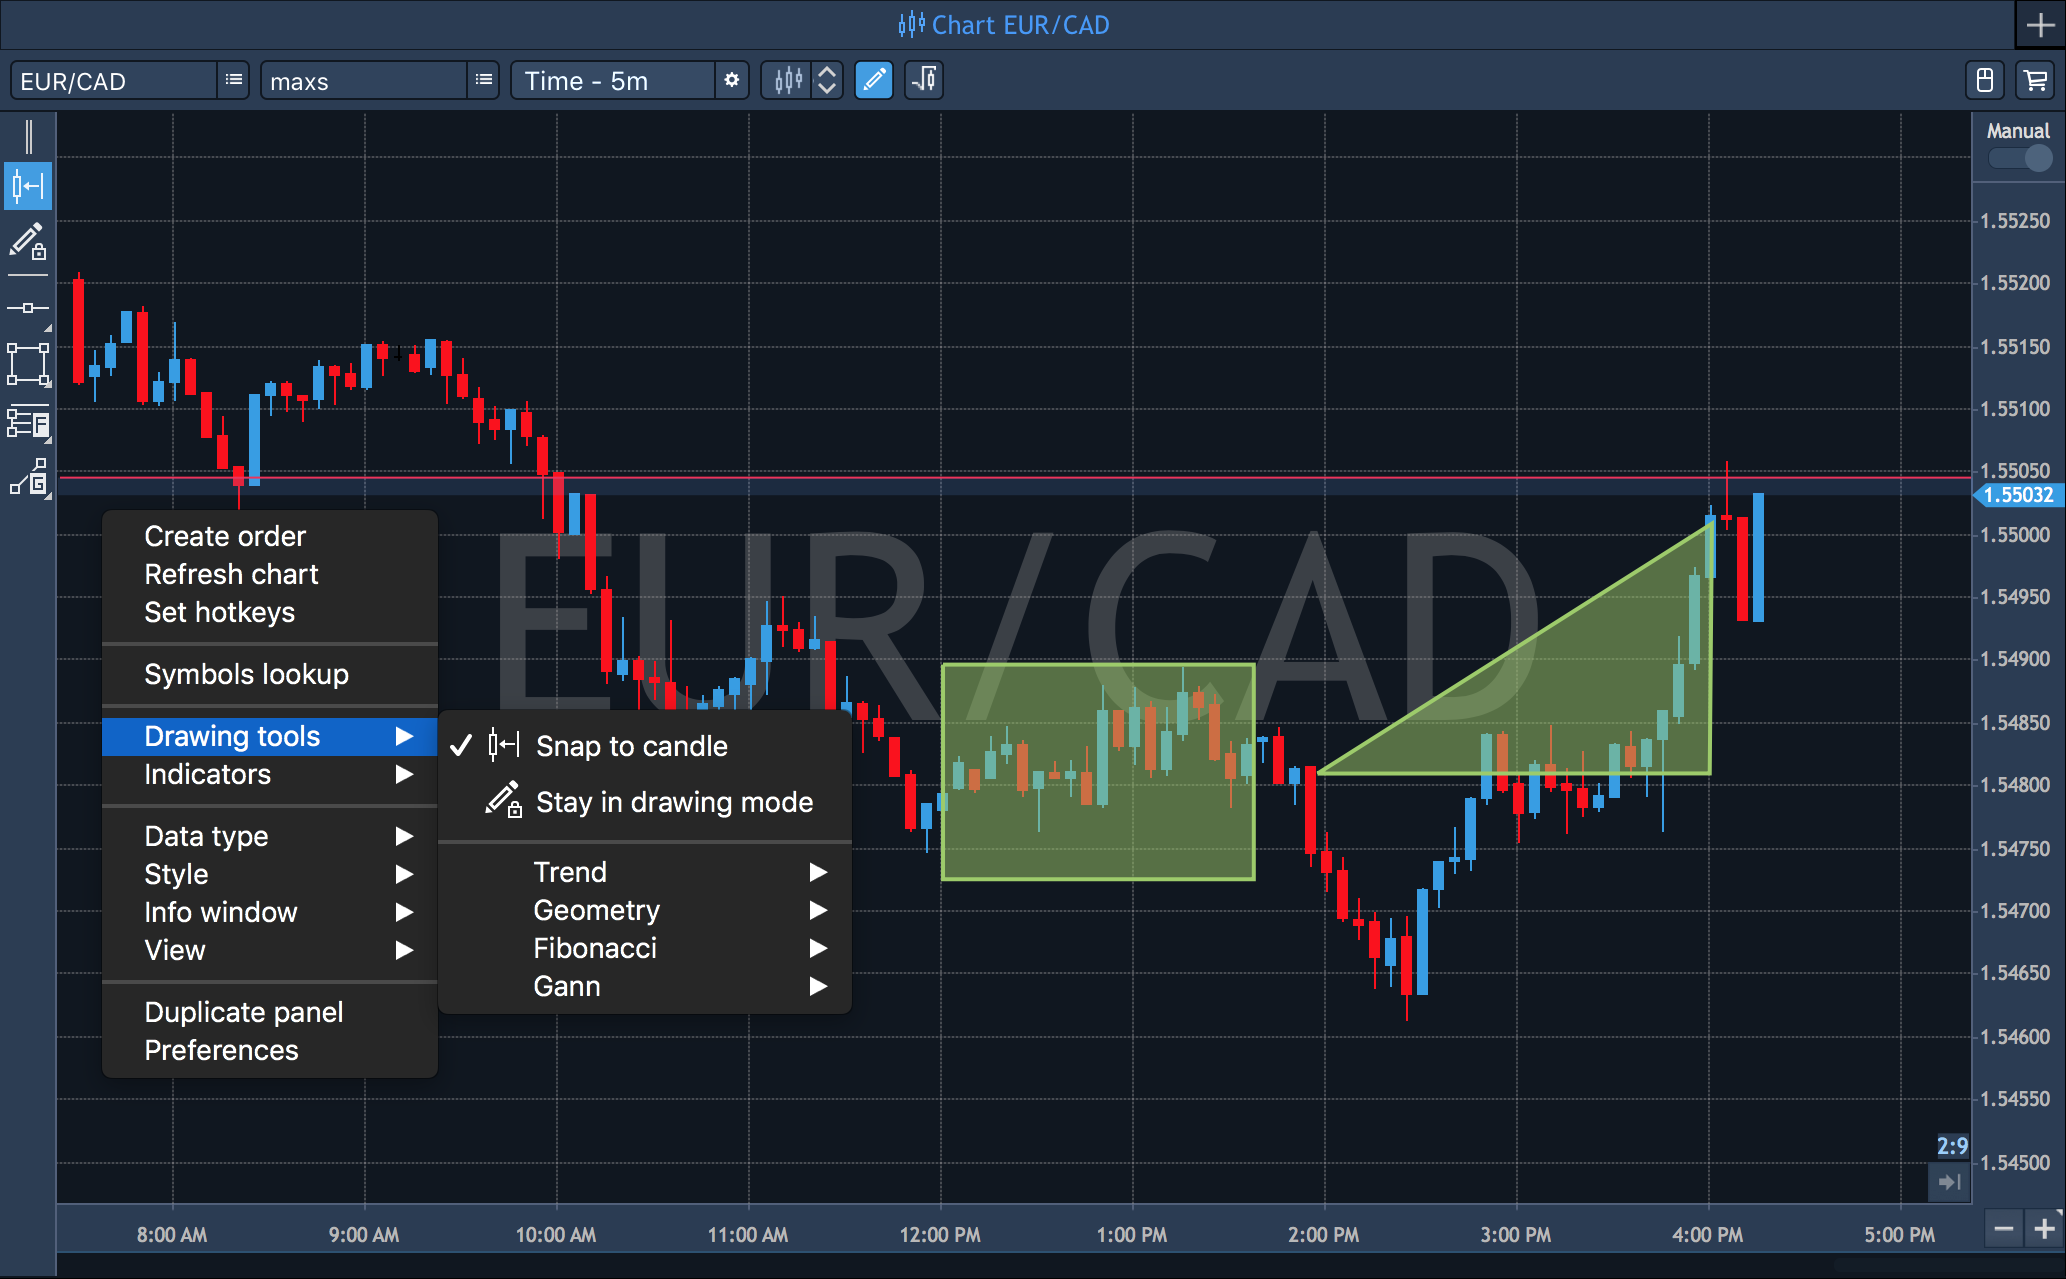 Chart EUR/CAD
EUR/CAD
maxs
Time - 5m
Manual
1.55250
1.55200
1.55150
1.55100
1.55050
1.55032
1.55000
1.54950
1.54900
1.54850
1.54800
1.54750
1.54700
1.54650
1.54600
1.54550
1.54500
EUR/CAD
F
G
Create order
Refresh chart
Set hotkeys
Symbols lookup
Drawing tools
Indicators
Data type
Style
Info window
View
Duplicate panel
Preferences
Snap to candle
Stay in drawing mode
Trend
Geometry
Fibonacci
Gann
2:9
8:00 AM
9:00 AM
10:00 AM
11:00 AM
12:00 PM
1:00 PM
2:00 PM
3:00 PM
4:00 PM
5:00 PM